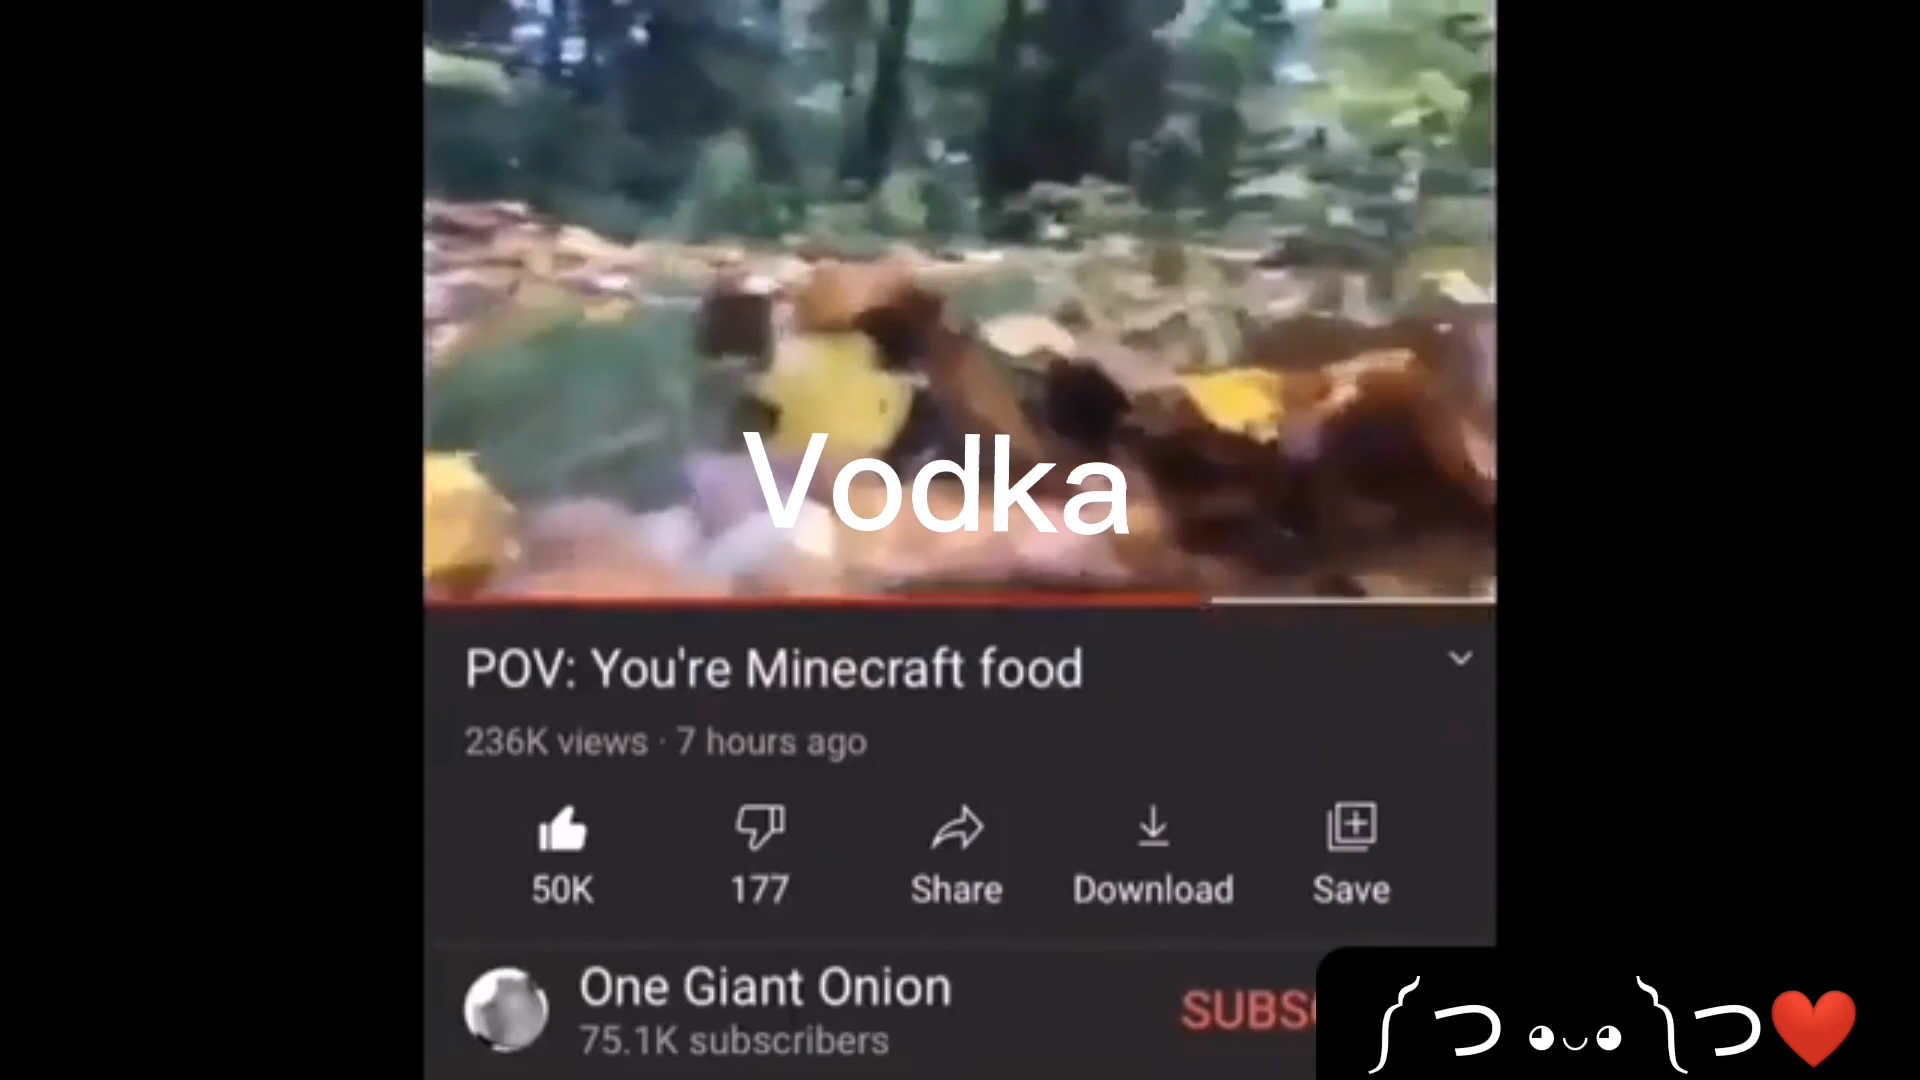 Vodka
POV: You're Minecraft food
236K views · 7 hours ago
50K 177 Share Download Save
One Giant Onion
75.1K subscribers
SUBS
༼ つ ◕◡◕ ༽つ❤️